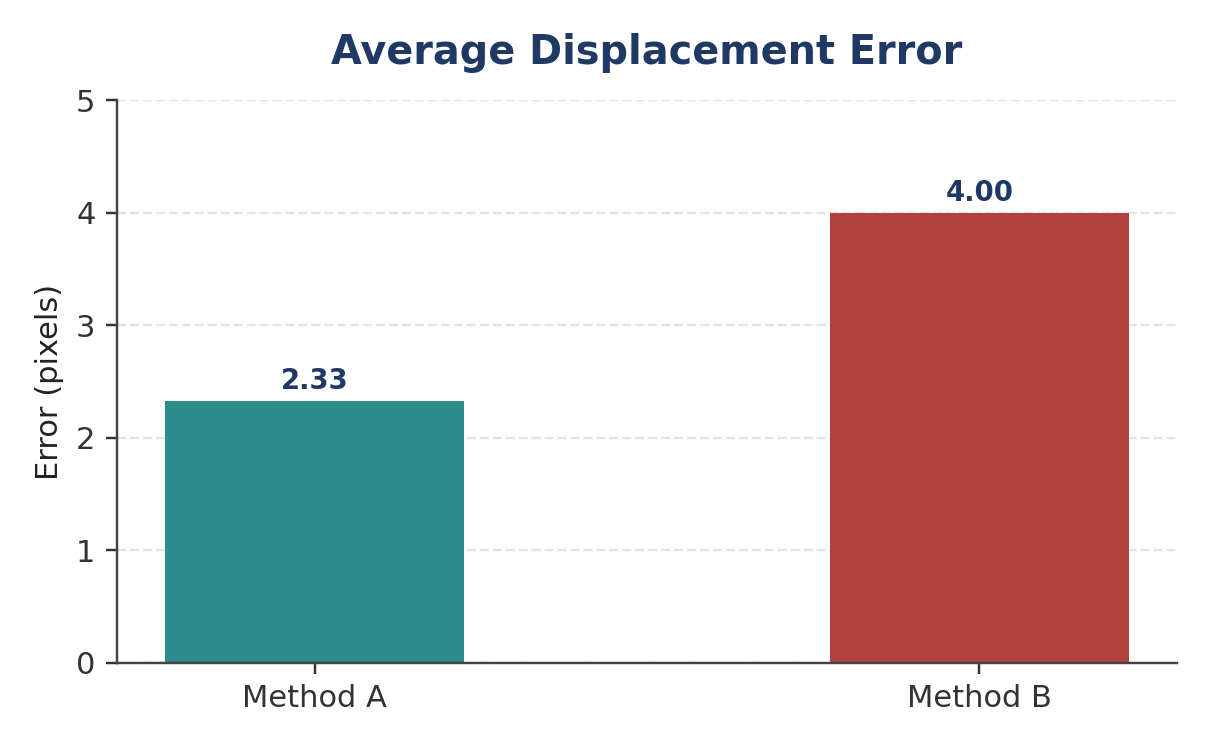 Average Displacement Error
Error (pixels)
5
4
3
2
1
0
2.33
4.00
Method A
Method B